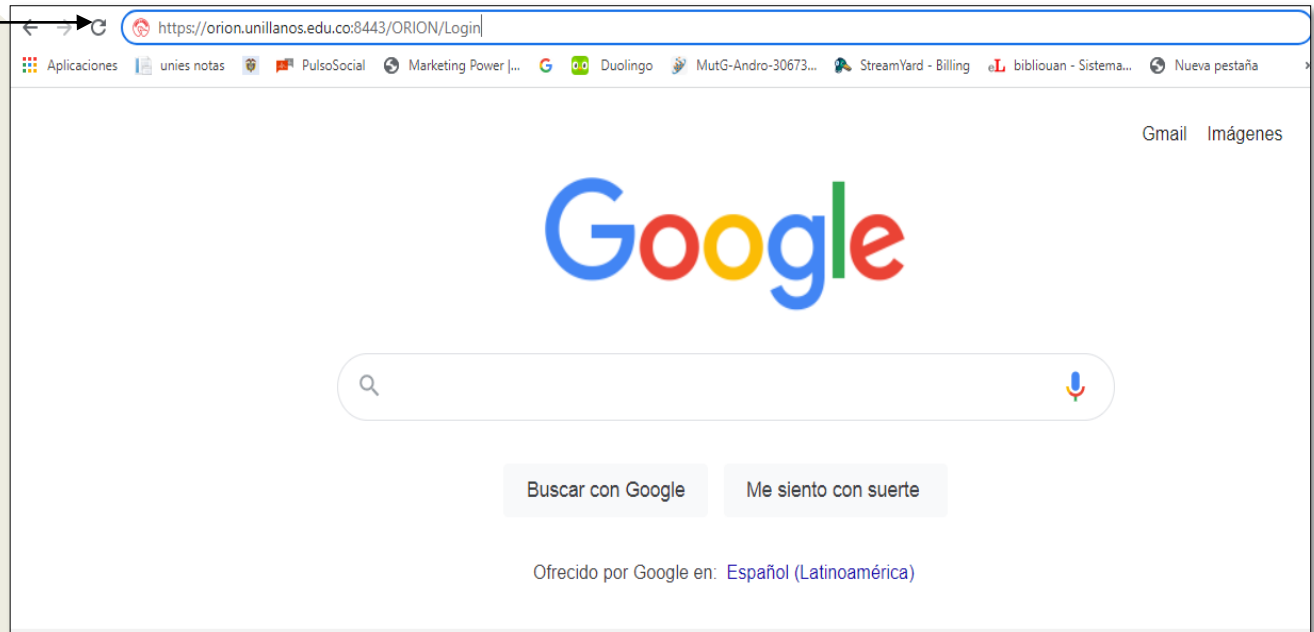 https://orion.unillanos.edu.co:8443/ORION/Login
Aplicaciones unies notas PulsoSocial Marketing Power |... Duolingo MutG-Andro-30673... StreamYard - Billing eL bibliouan - Sistema... Nueva pestaña »
Gmail Imágenes
Google
Buscar con Google Me siento con suerte
Ofrecido por Google en: Español (Latinoamérica)